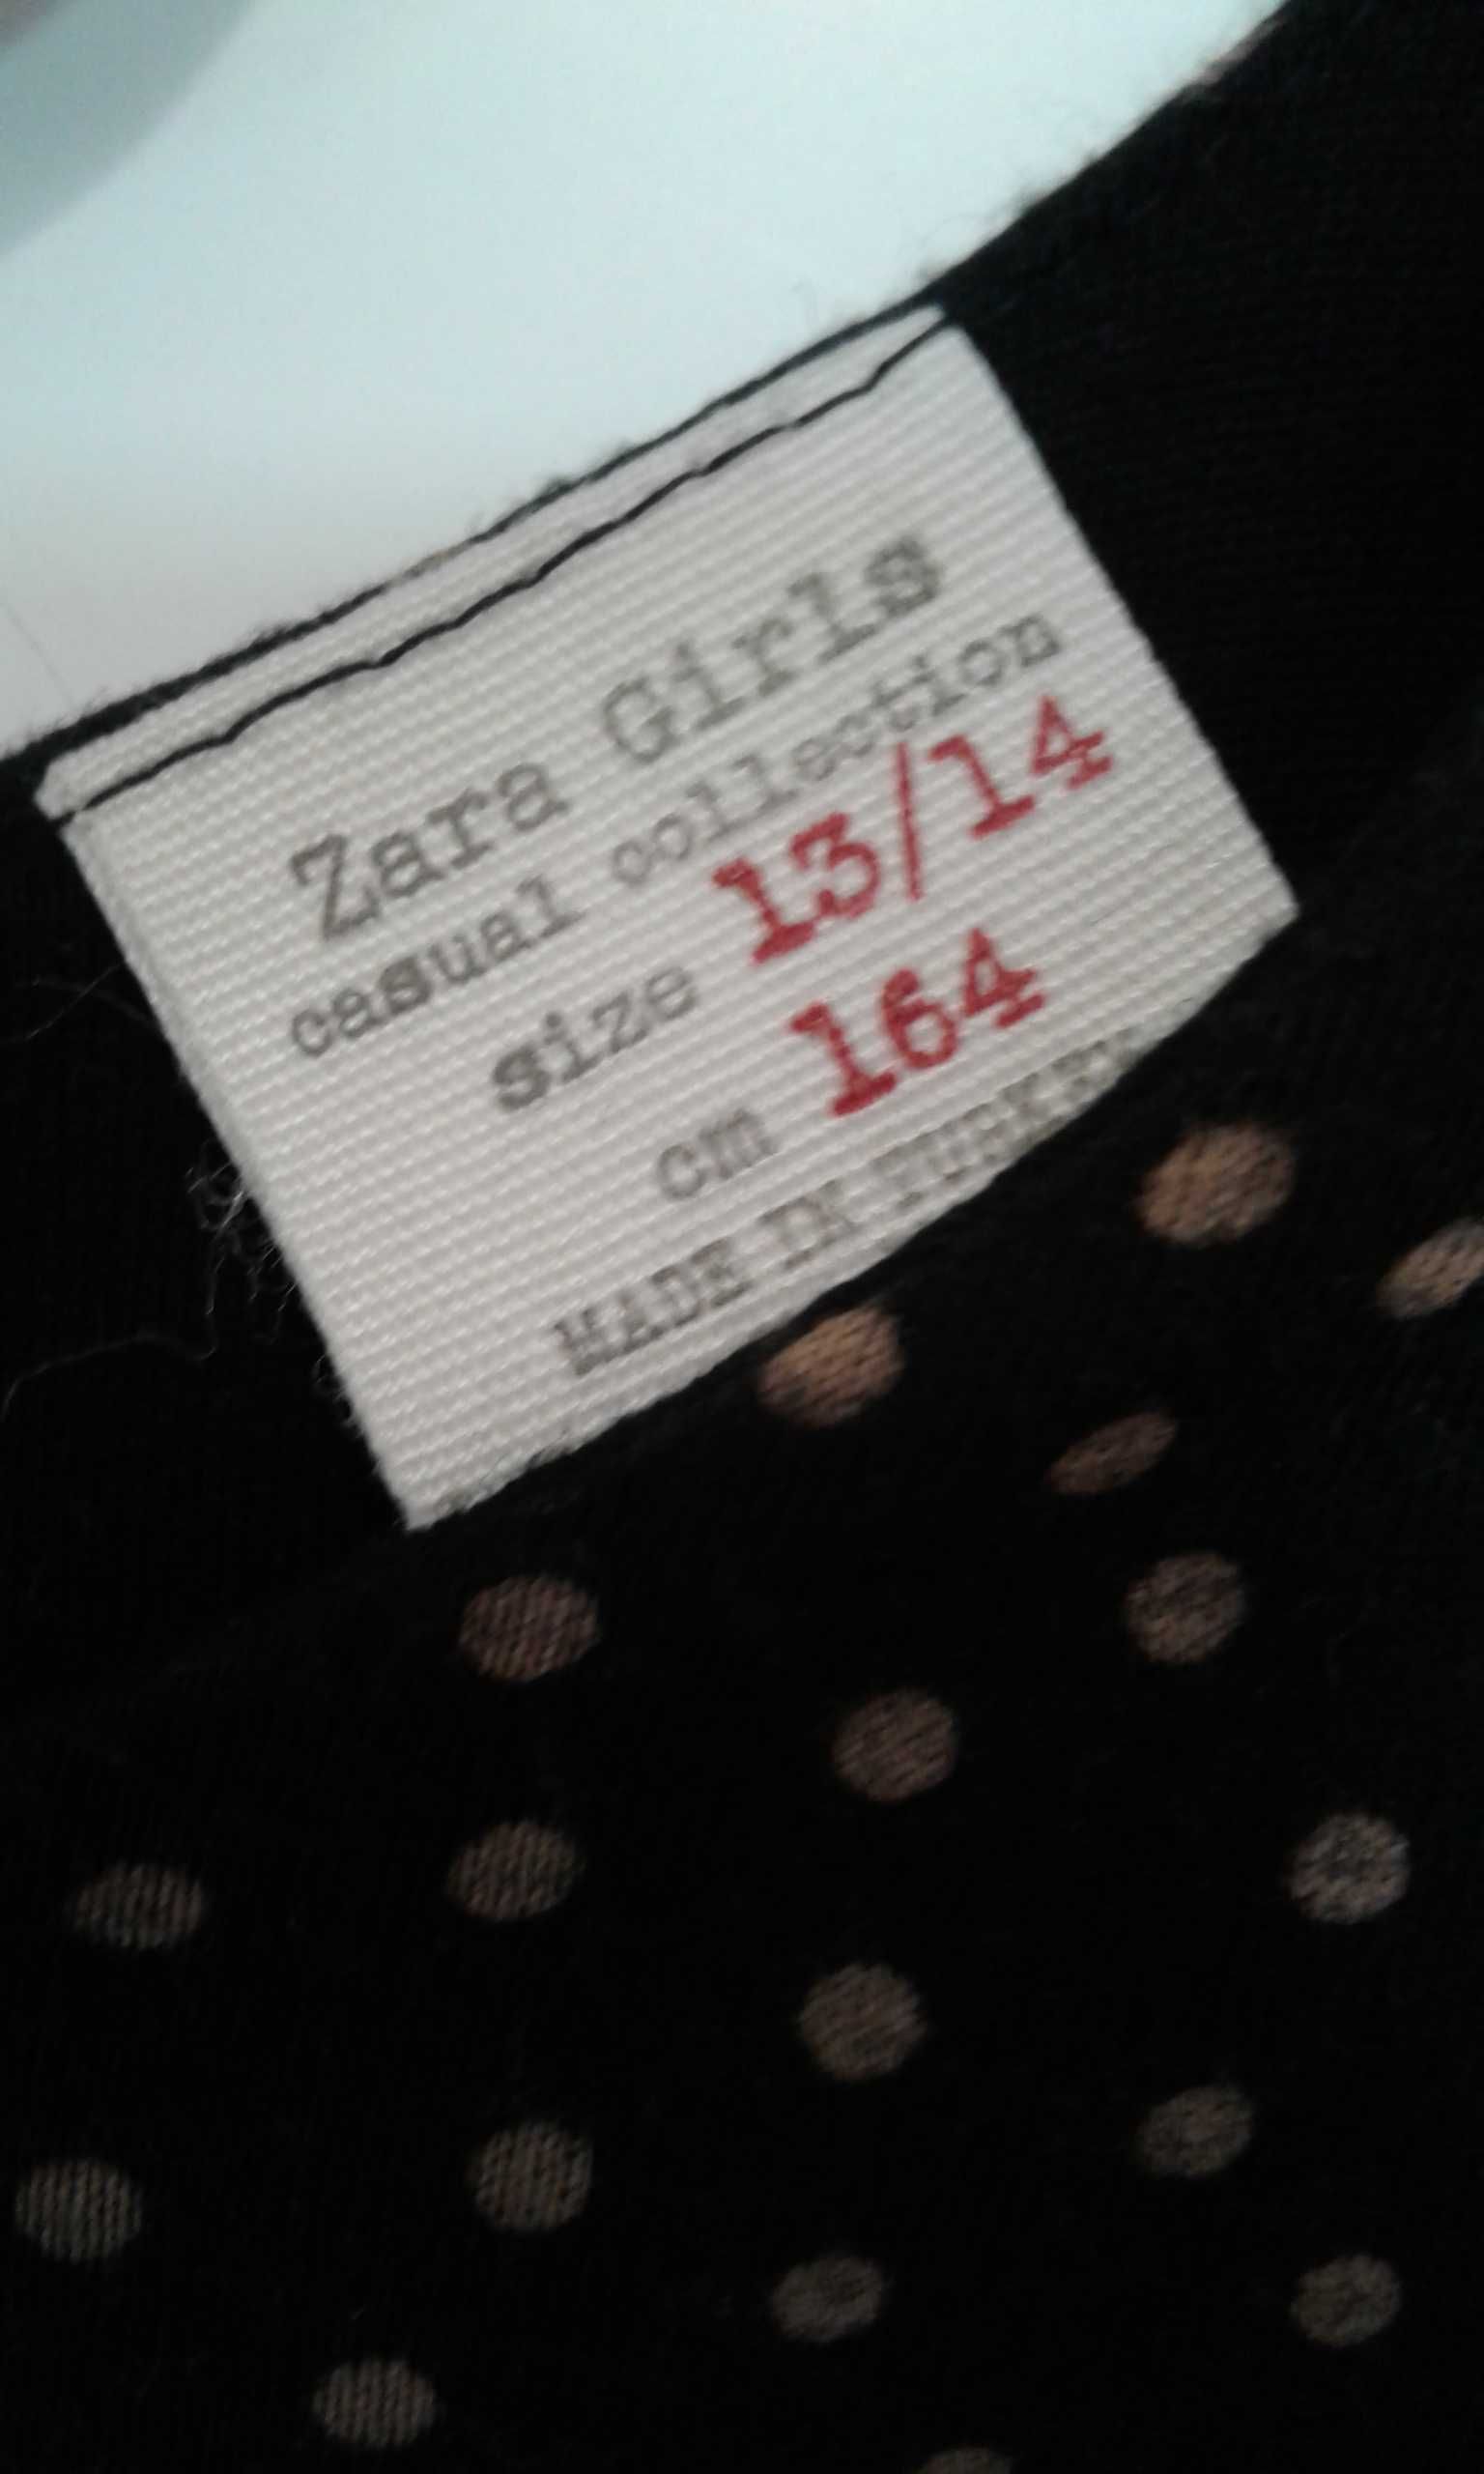 Zara Girls
casual collection
size 13/14
cm 164
MADE IN TURKEY